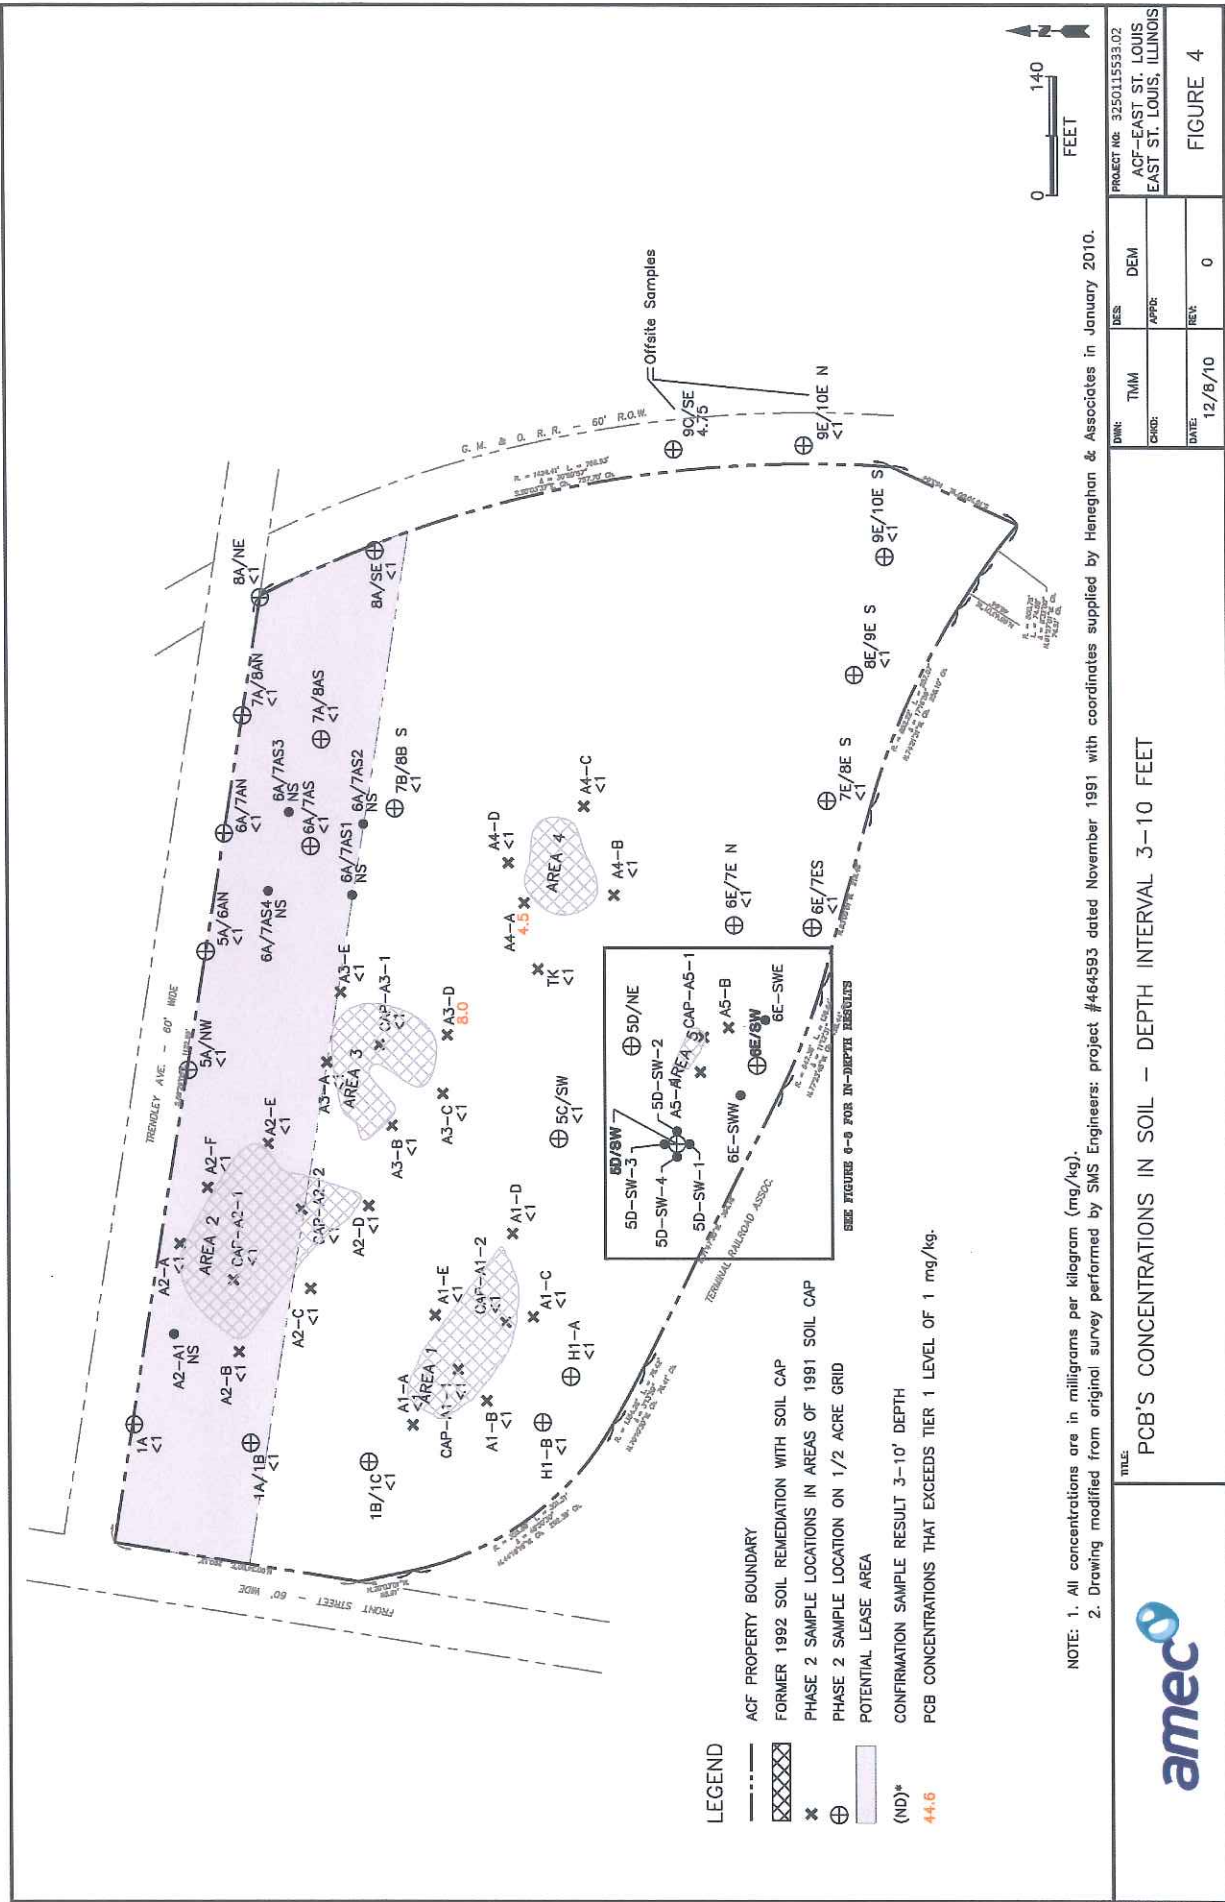 TRENDLEY AVE. - 60' WIDE
FRONT STREET - 60' WIDE
G. M. & O. R.R. - 60' R.O.W.
TERMINAL RAILROAD ASSOC.
1A
<1
1A/1B
<1
1B/1C
<1
A2-A1
NS
A2-A
<1
A2-B
<1
AREA 2
CAP-A2-1
<1
A2-F
<1
A2-E
<1
A2-C
<1
CAP-A2-2
<1
A2-D
<1
5A/NW
<1
5A/6AN
<1
6A/7AS4
NS
6A/7AN
<1
6A/7AS3
NS
6A/7AS
<1
6A/7AS1
NS
6A/7AS2
NS
7A/8AN
<1
7A/8AS
<1
8A/NE
<1
8A/SE
<1
7B/8B S
<1
A3-A
<1
A3-E
<1
AREA 3
CAP-A3-1
<1
A3-B
<1
A3-C
<1
A3-D
8.0
A1-A
<1
AREA 1
CAP-A1-1
<1
A1-B
<1
A1-E
<1
CAP-A1-2
<1
A1-D
<1
A1-C
<1
H1-A
<1
H1-B
<1
5C/SW
<1
TK
<1
A4-A
4.5
A4-D
<1
AREA 4
A4-C
<1
A4-B
<1
5D/NE
5D/SW
5D-SW-3
5D-SW-2
5D-SW-4
5D-SW-1
A5-A
AREA 5
CAP-A5-1
A5-B
6E/SW
6E-SWW
6E-SWE
SEE FIGURE 6-8 FOR IN-DEPTH RESULTS
6E/7E N
<1
6E/7ES
<1
7E/8E S
<1
8E/9E S
<1
9E/10E S
<1
9C/SE
4.75
9E/10E N
<1
Offsite Samples
0 140
FEET
N
LEGEND
ACF PROPERTY BOUNDARY
FORMER 1992 SOIL REMEDIATION WITH SOIL CAP
PHASE 2 SAMPLE LOCATIONS IN AREAS OF 1991 SOIL CAP
PHASE 2 SAMPLE LOCATION ON 1/2 ACRE GRID
POTENTIAL LEASE AREA
(ND)* CONFIRMATION SAMPLE RESULT 3-10' DEPTH
44.6 PCB CONCENTRATIONS THAT EXCEEDS TIER 1 LEVEL OF 1 mg/kg.
NOTE: 1. All concentrations are in milligrams per kilogram (mg/kg).
2. Drawing modified from original survey performed by SMS Engineers: project #464593 dated November 1991 with coordinates supplied by Heneghan & Associates in January 2010.
amec
TITLE:
PCB'S CONCENTRATIONS IN SOIL - DEPTH INTERVAL 3-10 FEET
DWN: TMM
DES: DEM
CHKD:
APPD:
DATE: 12/8/10
REV: 0
PROJECT NO: 3250115533.02
ACF-EAST ST. LOUIS
EAST ST. LOUIS, ILLINOIS
FIGURE 4